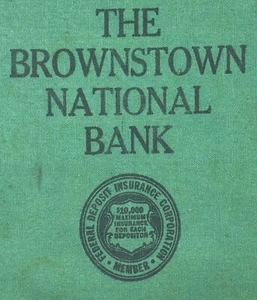 THE
BROWNSTOWN
NATIONAL
BANK
FEDERAL DEPOSIT INSURANCE CORPORATION
$10,000
MAXIMUM
INSURANCE
FOR EACH
DEPOSITOR
• MEMBER •